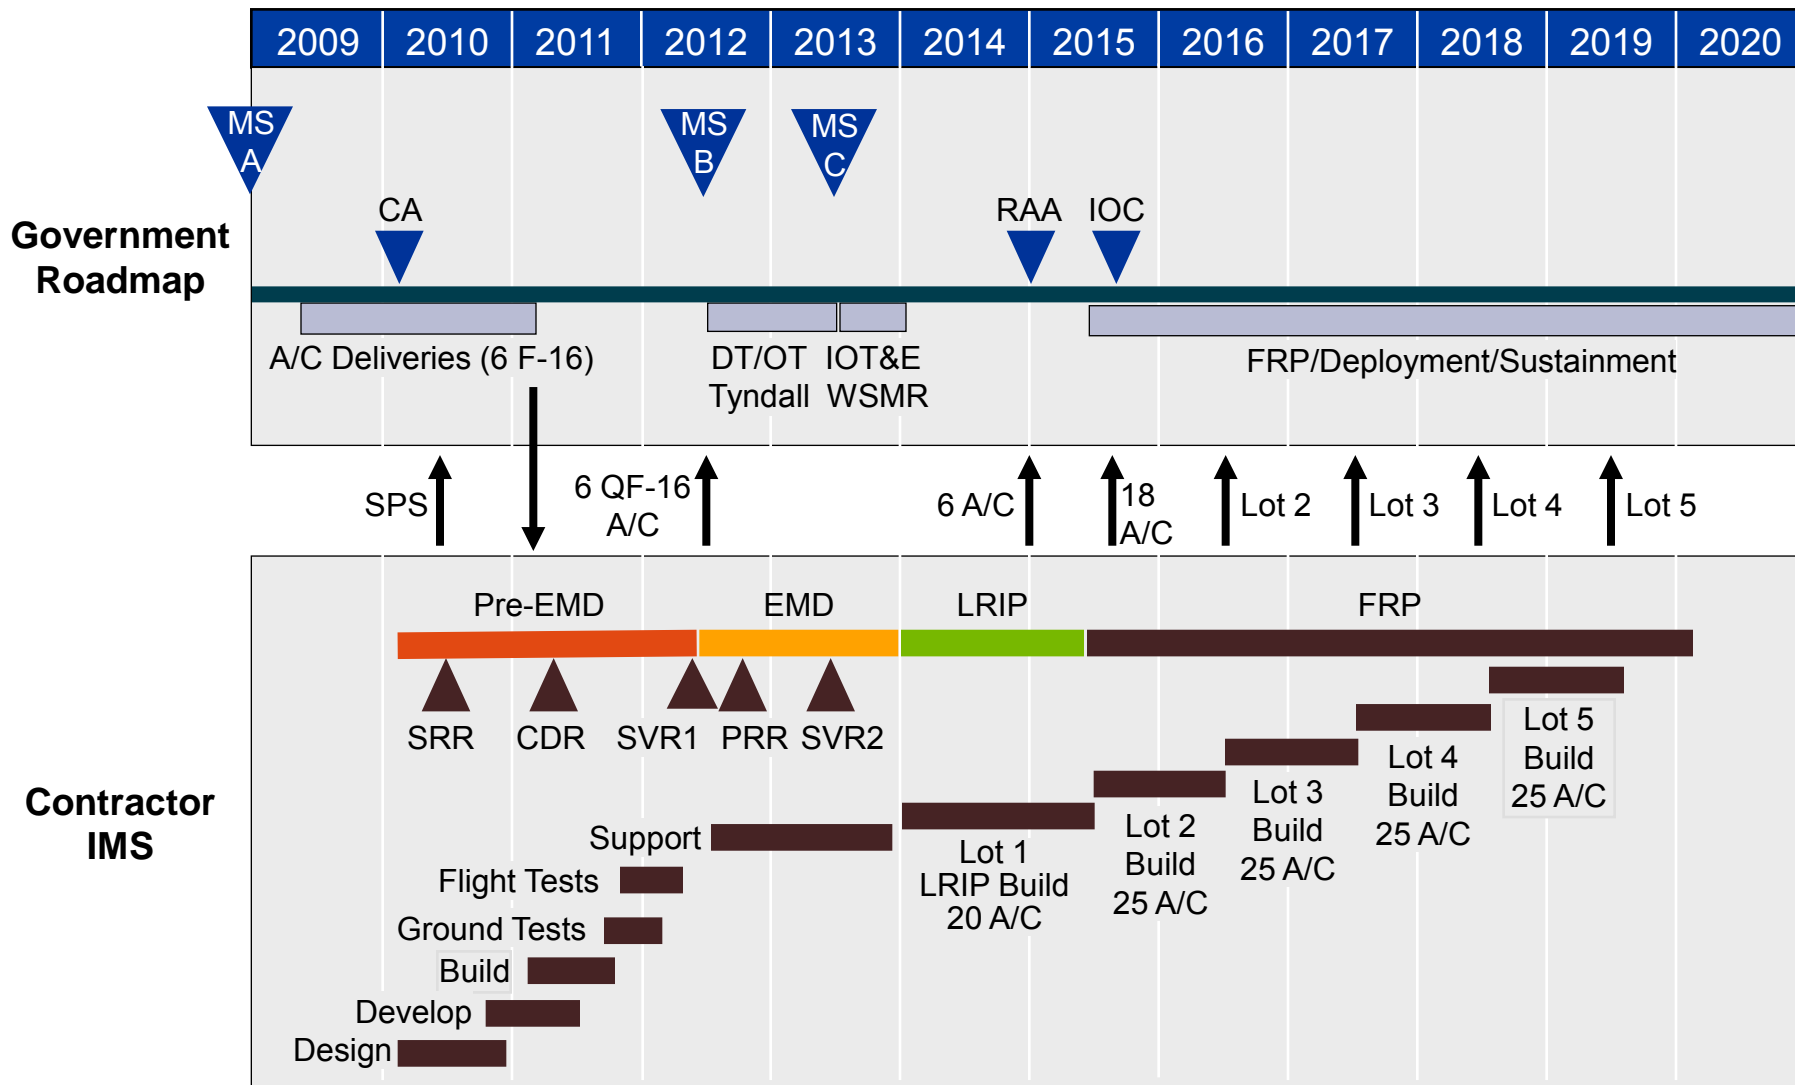 2009 2010 2011 2012 2013 2014 2015 2016 2017 2018 2019 2020
MS
A
MS
B
MS
C
CA
RAA IOC
Government
Roadmap
A/C Deliveries (6 F-16)
DT/OT
Tyndall
IOT&E
WSMR
FRP/Deployment/Sustainment
SPS
6 QF-16
A/C
6 A/C
18
A/C
Lot 2
Lot 3
Lot 4
Lot 5
Pre-EMD
EMD
LRIP
FRP
SRR
CDR
SVR1
PRR
SVR2
Contractor
IMS
Support
Flight Tests
Ground Tests
Build
Develop
Design
Lot 1
LRIP Build
20 A/C
Lot 2
Build
25 A/C
Lot 3
Build
25 A/C
Lot 4
Build
25 A/C
Lot 5
Build
25 A/C